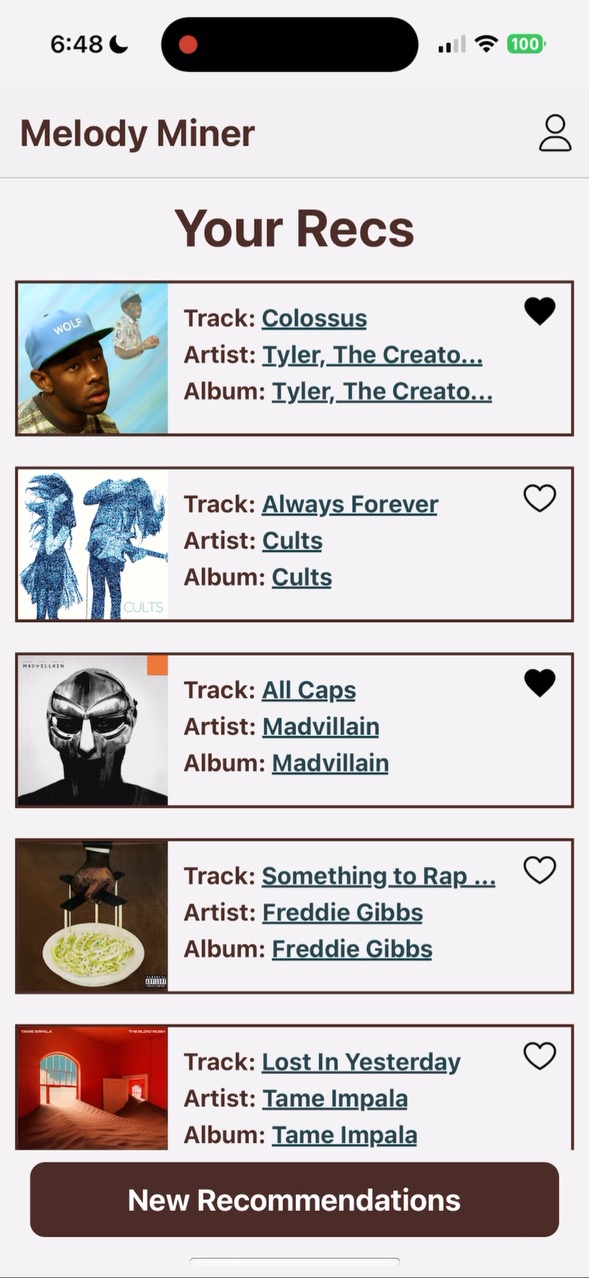 6:48
100
Melody Miner
Your Recs
WOLF
Track: Colossus
Artist: Tyler, The Creato...
Album: Tyler, The Creato...
CULTS
Track: Always Forever
Artist: Cults
Album: Cults
MADVILLAIN
Track: All Caps
Artist: Madvillain
Album: Madvillain
Track: Something to Rap ...
Artist: Freddie Gibbs
Album: Freddie Gibbs
TAME IMPALA
THE SLOW RUSH
Track: Lost In Yesterday
Artist: Tame Impala
Album: Tame Impala
New Recommendations